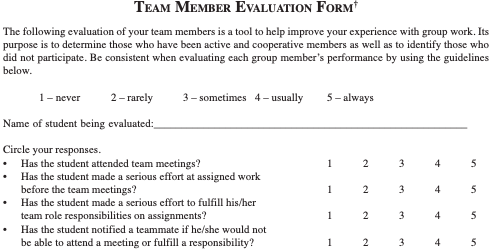 TEAM MEMBER EVALUATION FORM†
The following evaluation of your team members is a tool to help improve your experience with group work. Its
purpose is to determine those who have been active and cooperative members as well as to identify those who
did not participate. Be consistent when evaluating each group member's performance by using the guidelines
below.
1 – never 2 – rarely 3 – sometimes 4 – usually 5 – always
Name of student being evaluated:
Circle your responses.
• Has the student attended team meetings? 1 2 3 4 5
• Has the student made a serious effort at assigned work
before the team meetings? 1 2 3 4 5
• Has the student made a serious effort to fulfill his/her
team role responsibilities on assignments? 1 2 3 4 5
• Has the student notified a teammate if he/she would not
be able to attend a meeting or fulfill a responsibility? 1 2 3 4 5